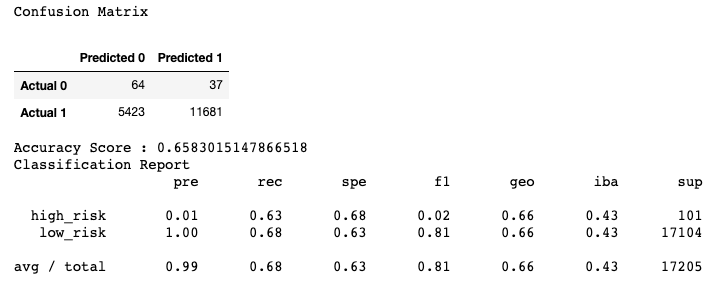 Confusion Matrix
Predicted 0 Predicted 1
Actual 0 64 37
Actual 1 5423 11681
Accuracy Score : 0.6583015147866518
Classification Report
pre rec spe f1 geo iba sup
high_risk 0.01 0.63 0.68 0.02 0.66 0.43 101
low_risk 1.00 0.68 0.63 0.81 0.66 0.43 17104
avg / total 0.99 0.68 0.63 0.81 0.66 0.43 17205